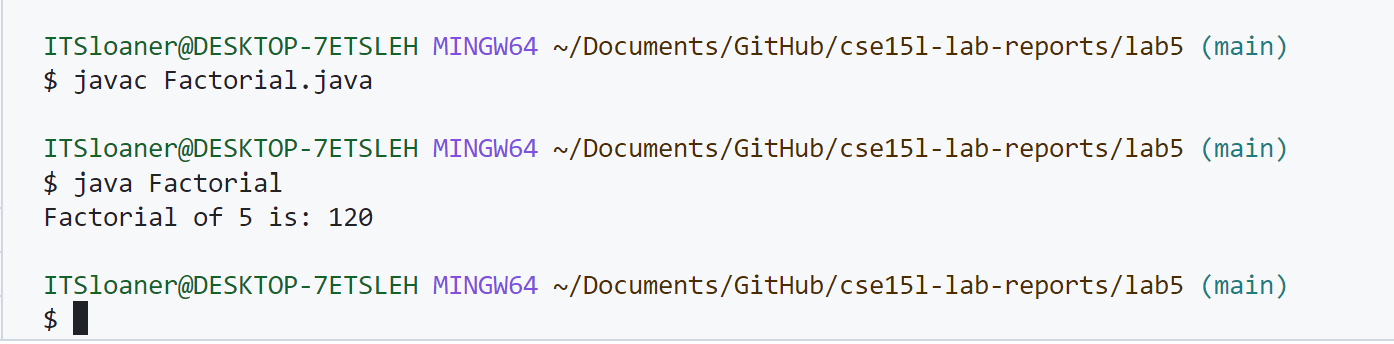 ITSloaner@DESKTOP-7ETSLEH MINGW64 ~/Documents/GitHub/cse15l-lab-reports/lab5 (main)
$ javac Factorial.java
ITSloaner@DESKTOP-7ETSLEH MINGW64 ~/Documents/GitHub/cse15l-lab-reports/lab5 (main)
$ java Factorial
Factorial of 5 is: 120
ITSloaner@DESKTOP-7ETSLEH MINGW64 ~/Documents/GitHub/cse15l-lab-reports/lab5 (main)
$